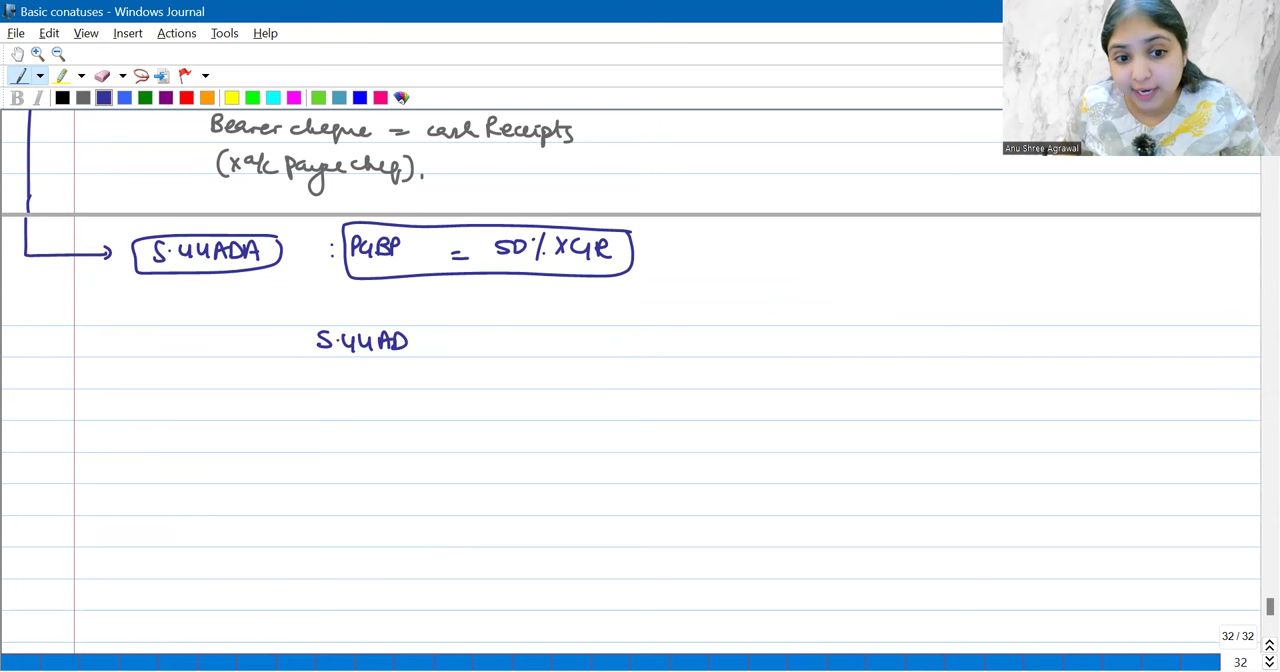 Basic conatuses - Windows Journal
File Edit View Insert Actions Tools Help
B I
Anu Shree Agrawal
Bearer cheque = cash Receipts
(x a/c payee cheq).
S.44ADA : PGBP = 50% X GR
S.44AD
32 / 32
32